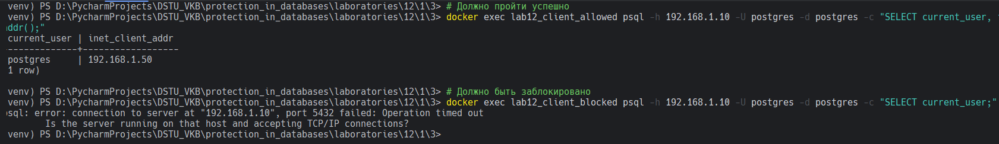 venv) PS D:\PycharmProjects\DSTU_VKB\protection_in_databases\laboratories\12\1\3> # Должно пройти успешно
venv) PS D:\PycharmProjects\DSTU_VKB\protection_in_databases\laboratories\12\1\3> docker exec lab12_client_allowed psql -h 192.168.1.10 -U postgres -d postgres -c "SELECT current_user,
addr();"
current_user | inet_client_addr
-------------+------------------
postgres     | 192.168.1.50
1 row)
venv) PS D:\PycharmProjects\DSTU_VKB\protection_in_databases\laboratories\12\1\3> # Должно быть заблокировано
venv) PS D:\PycharmProjects\DSTU_VKB\protection_in_databases\laboratories\12\1\3> docker exec lab12_client_blocked psql -h 192.168.1.10 -U postgres -d postgres -c "SELECT current_user;"
psql: error: connection to server at "192.168.1.10", port 5432 failed: Operation timed out
Is the server running on that host and accepting TCP/IP connections?
venv) PS D:\PycharmProjects\DSTU_VKB\protection_in_databases\laboratories\12\1\3>